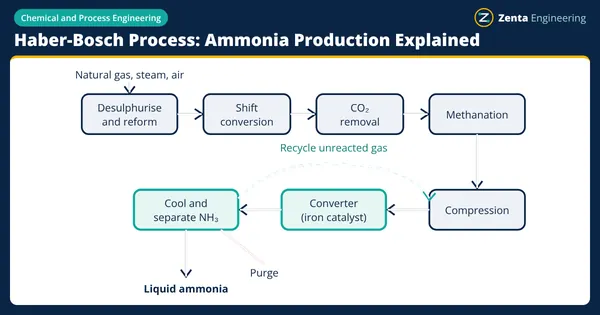 Chemical and Process Engineering
Zenta Engineering
Haber-Bosch Process: Ammonia Production Explained
Natural gas, steam, air
Desulphurise
and reform
Shift
conversion
CO₂
removal
Methanation
Recycle unreacted gas
Cool and
separate NH₃
Converter
(iron catalyst)
Compression
Purge
Liquid ammonia